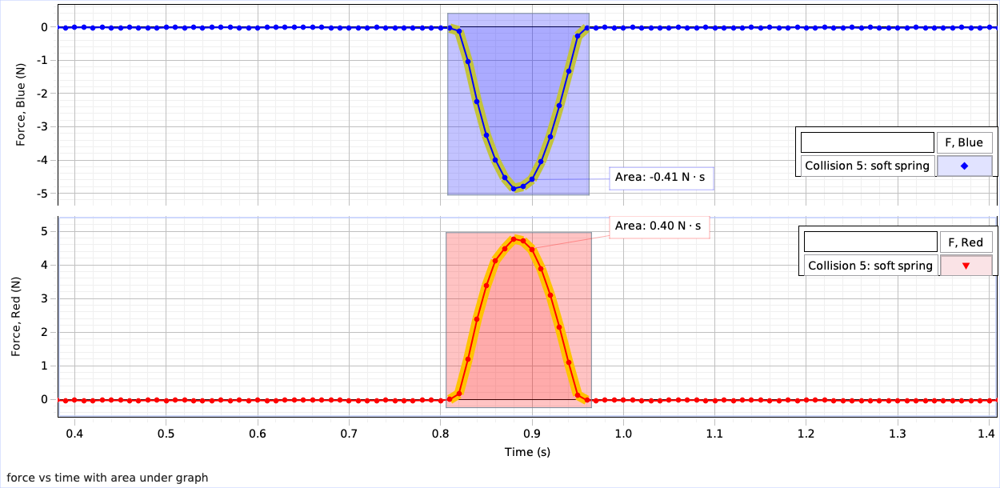 0
-1
-2
-3
-4
-5
Force, Blue (N)
F, Blue
Collision 5: soft spring
Area: -0.41 N · s
Area: 0.40 N · s
5
4
3
2
1
0
Force, Red (N)
F, Red
Collision 5: soft spring
0.4 0.5 0.6 0.7 0.8 0.9 1.0 1.1 1.2 1.3 1.4
Time (s)
force vs time with area under graph